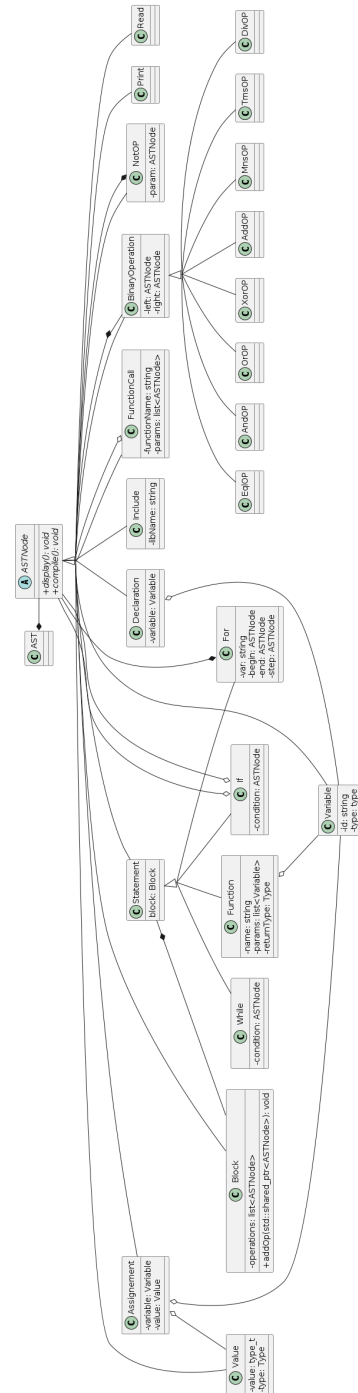 C Read
C Print
C NotOP
-param: ASTNode
C BinaryOperation
-left: ASTNode
-right: ASTNode
C FunctionCall
-functionName: string
-params: list<ASTNode>
C Include
-libName: string
C Declaration
-variable: Variable
A ASTNode
+display(): void
+compile(): void
C AST
C DivOP
C TmsOP
C MnsOP
C AddOP
C XorOP
C OrOP
C AndOP
C EqlOP
C For
-var: string
-begin: ASTNode
-end: ASTNode
-step: ASTNode
C If
-condition: ASTNode
C Statement
block: Block
C Function
-name: string
-params: list<Variable>
-returnType: Type
C Variable
-id: string
-type: type
C While
-condition: ASTNode
C Block
-operations: list<ASTNode>
+addOp(std::shared_ptr<ASTNode>): void
C Assignement
-variable: Variable
-value: Value
C Value
-value: type_t
-type: Type